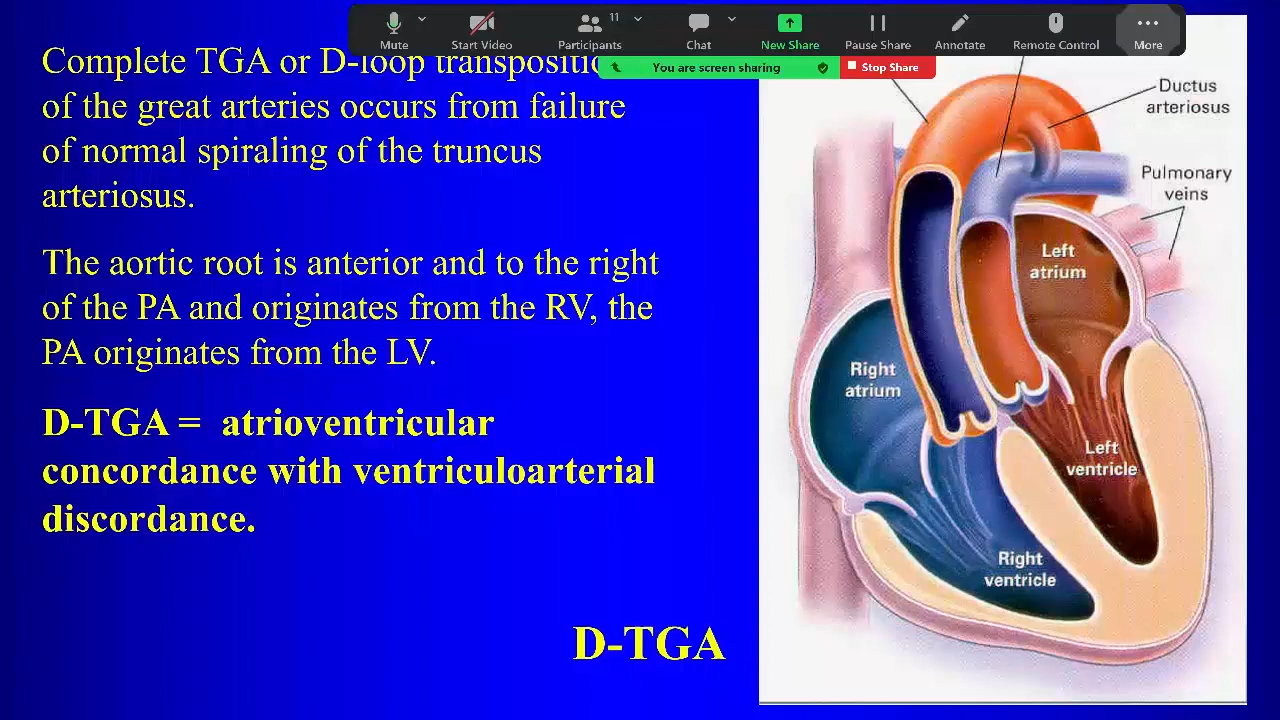 Mute
Start Video
Participants
11
Chat
New Share
Pause Share
Annotate
Remote Control
More
You are screen sharing
Stop Share
Complete TGA or D-loop
of the great arteries occurs from failure
of normal spiraling of the truncus
arteriosus.
The aortic root is anterior and to the right
of the PA and originates from the RV, the
PA originates from the LV.
D-TGA = atrioventricular
concordance with ventriculoarterial
discordance.
D-TGA
Ductus
arteriosus
Pulmonary
veins
Left
atrium
Right
atrium
Left
ventricle
Right
ventricle